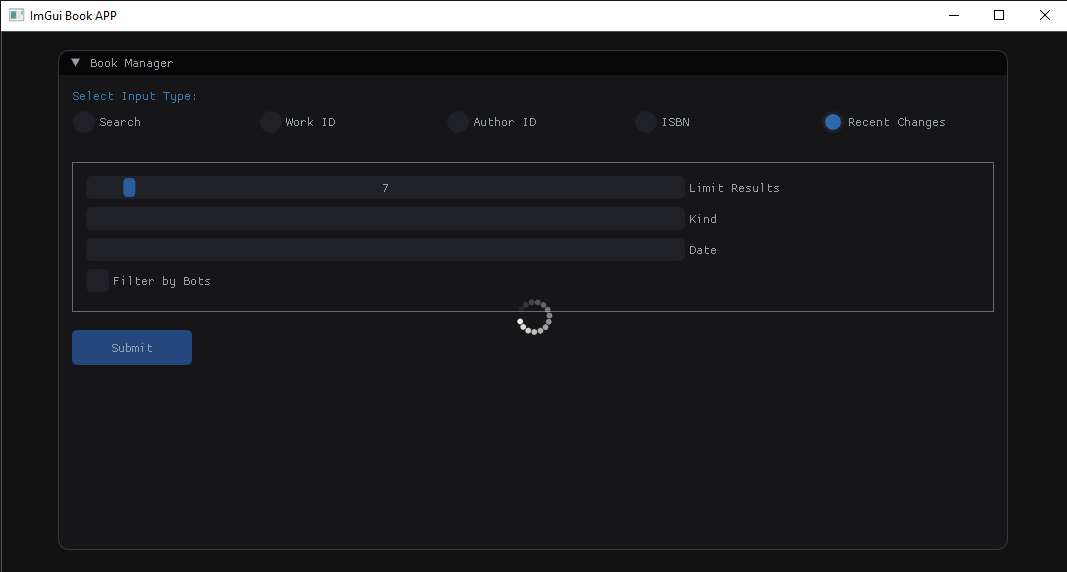 ImGui Book APP
Book Manager
Select Input Type:
Search Work ID Author ID ISBN Recent Changes
7 Limit Results
Kind
Date
Filter by Bots
Submit